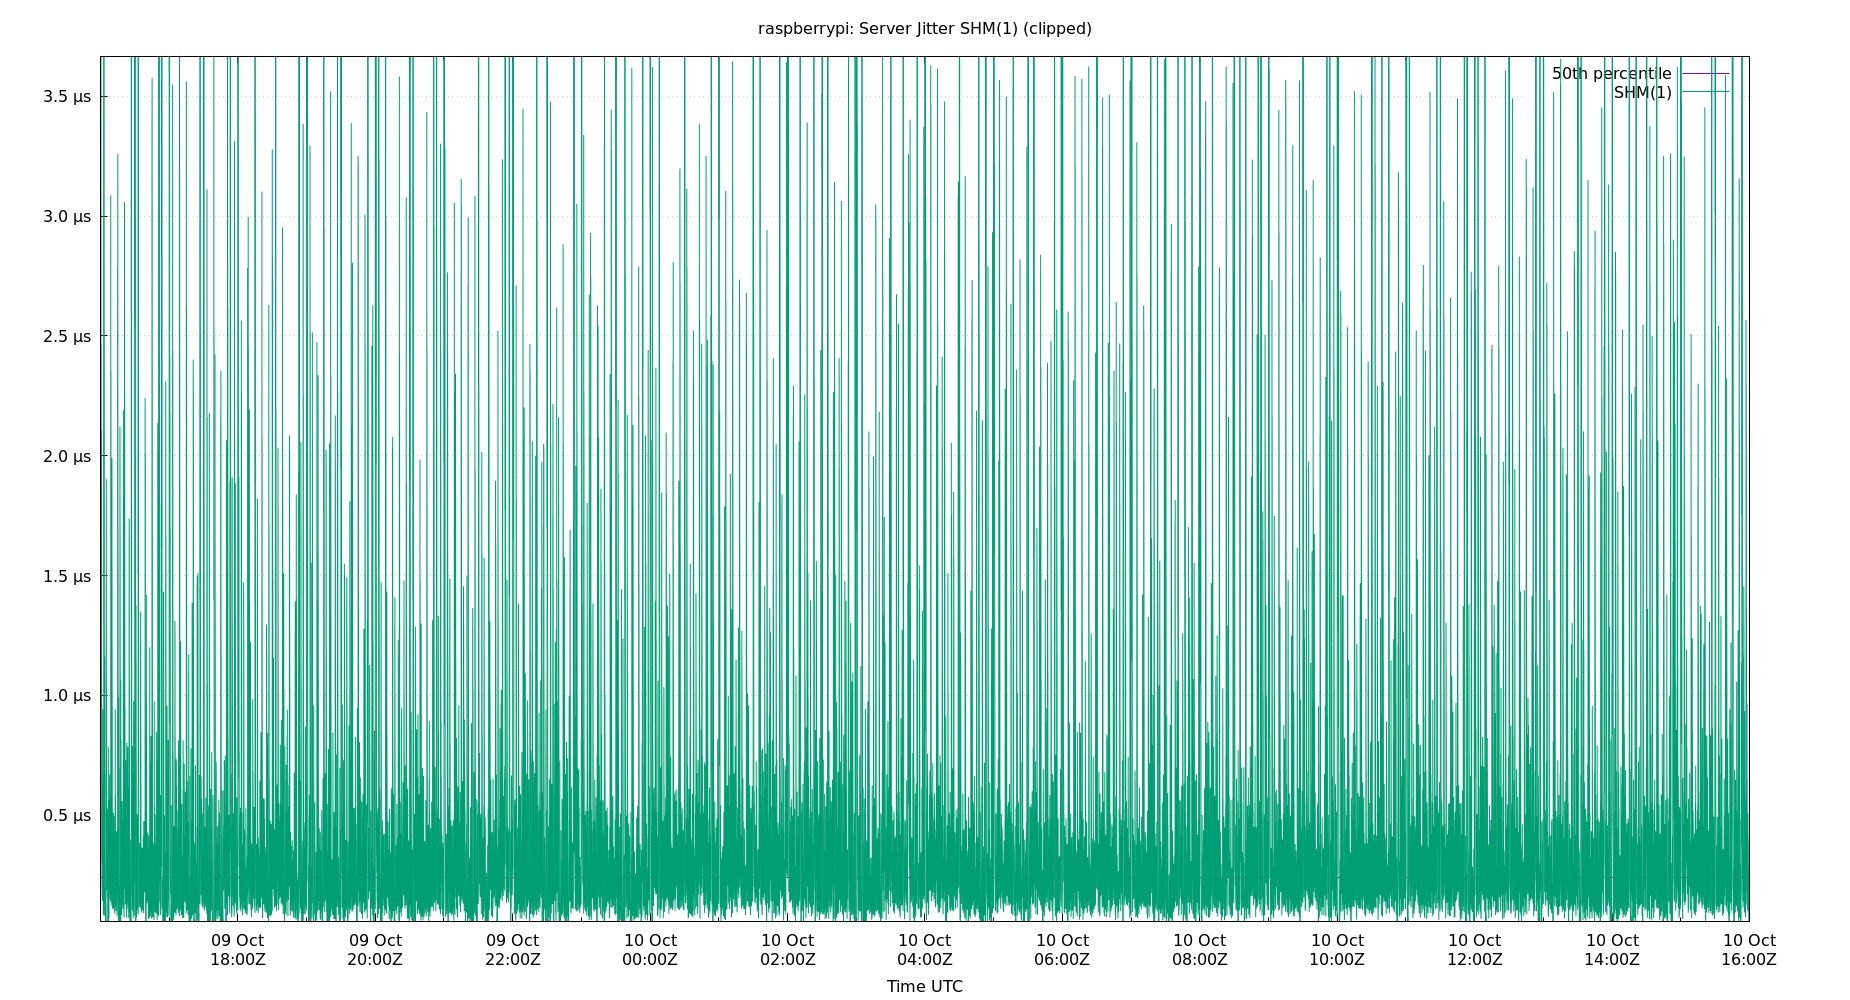 raspberrypi: Server Jitter SHM(1) (clipped)
50th percentile
SHM(1)
3.5 μs
3.0 μs
2.5 μs
2.0 μs
1.5 μs
1.0 μs
0.5 μs
09 Oct 09 Oct 09 Oct 10 Oct 10 Oct 10 Oct 10 Oct 10 Oct 10 Oct 10 Oct 10 Oct 10 Oct
18:00Z 20:00Z 22:00Z 00:00Z 02:00Z 04:00Z 06:00Z 08:00Z 10:00Z 12:00Z 14:00Z 16:00Z
Time UTC